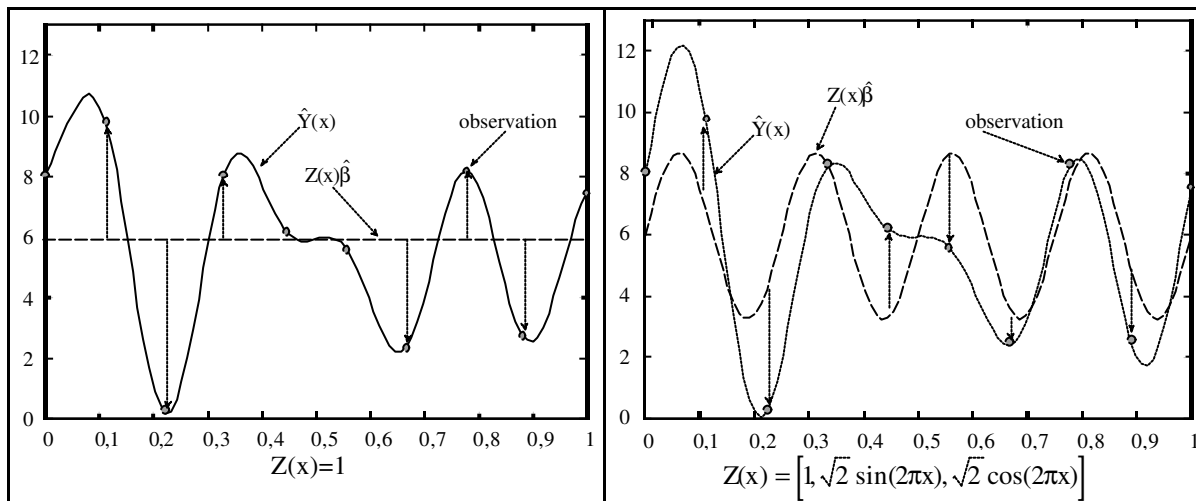 12
10
8
6
4
2
0
Ŷ(x)
observation
Z(x)β̂
0 0,1 0,2 0,3 0,4 0,5 0,6 0,7 0,8 0,9 1
Z(x)=1
12
10
8
6
4
2
0
Z(x)β̂
Ŷ(x)
observation
0 0,1 0,2 0,3 0,4 0,5 0,6 0,7 0,8 0,9 1
Z(x) = [1, √2 sin(2πx), √2 cos(2πx)]